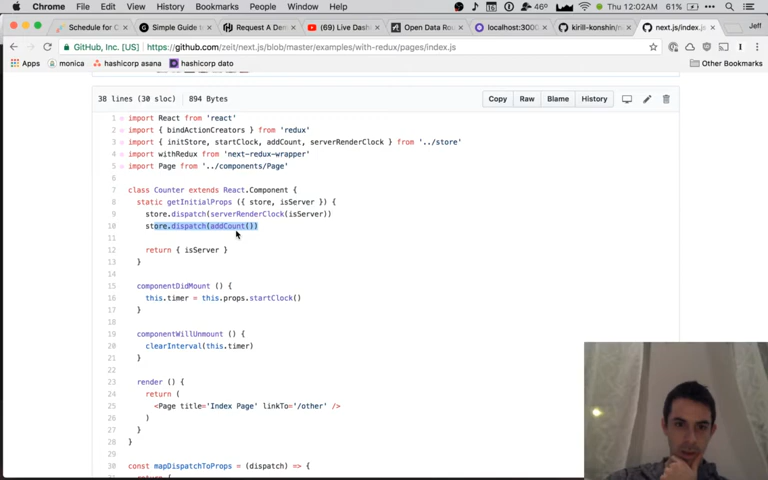 Chrome File Edit View History Bookmarks People Window Help
46° 61% Thu 12:02AM
Schedule for C
Simple Guide to
Request A De
(69) Live Dash
Open Data Ro
localhost:3000
kirill-konshin/n
next.js/index.js
Jeff
GitHub, Inc. [US] https://github.com/zeit/next.js/blob/master/examples/with-redux/pages/index.js
Apps monica hashicorp asana hashicorp dato Other Bookmarks
38 lines (30 sloc) 894 Bytes Copy Raw Blame History
1 import React from 'react'
2 import { bindActionCreators } from 'redux'
3 import { initStore, startClock, addCount, serverRenderClock } from '../store'
4 import withRedux from 'next-redux-wrapper'
5 import Page from '../components/Page'
6
7 class Counter extends React.Component {
8 static getInitialProps ({ store, isServer }) {
9 store.dispatch(serverRenderClock(isServer))
10 store.dispatch(addCount())
11
12 return { isServer }
13 }
14
15 componentDidMount () {
16 this.timer = this.props.startClock()
17 }
18
19 componentWillUnmount () {
20 clearInterval(this.timer)
21 }
22
23 render () {
24 return (
25 <Page title='Index Page' linkTo='/other' />
26 )
27 }
28 }
29
30 const mapDispatchToProps = (dispatch) => {